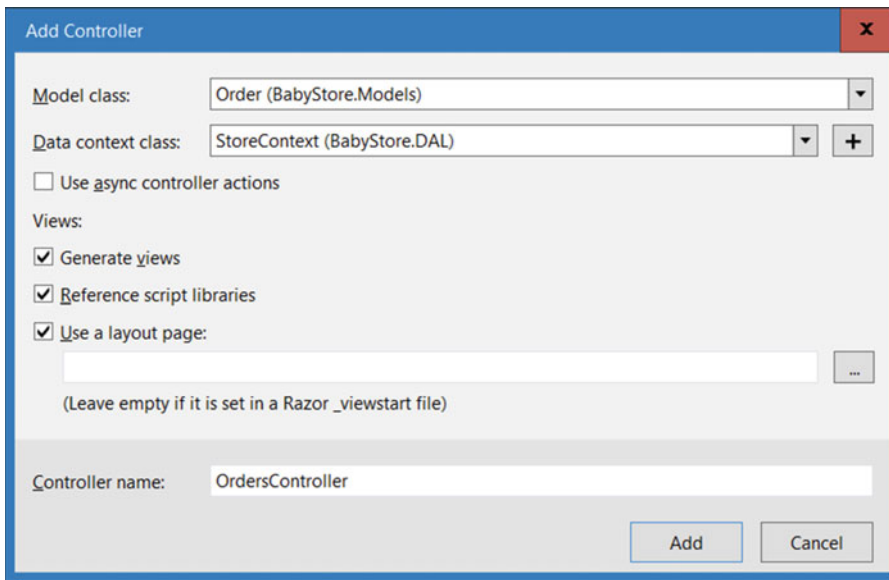 Add Controller
x
Model class: Order (BabyStore.Models)
Data context class: StoreContext (BabyStore.DAL) +
Use async controller actions
Views:
Generate views
Reference script libraries
Use a layout page:
...
(Leave empty if it is set in a Razor _viewstart file)
Controller name: OrdersController
Add Cancel